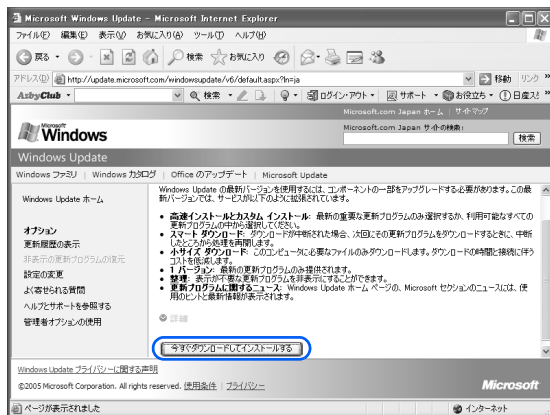 Microsoft Windows Update - Microsoft Internet Explorer
ファイル(F) 編集(E) 表示(V) お気に入り(A) ツール(T) ヘルプ(H)
戻る 検索 お気に入り
アドレス(D) http://update.microsoft.com/windowsupdate/v6/default.aspx?ln=ja 移動 リンク »
AzbyClub 検索 ログイン・アウト サポート お役立ち 日産ス! »
Microsoft.com Japan ホーム | サイトマップ
Microsoft Windows
Microsoft.com Japan サイトの検索:
検索
Windows Update
Windows ファミリ | Windows カタログ | Office のアップデート | Microsoft Update
Windows Update ホーム
オプション
更新履歴の表示
非表示の更新プログラムの復元
設定の変更
よく寄せられる質問
ヘルプとサポートを参照する
管理者オプションの使用
Windows Update の最新バージョンを使用するには、コンポーネントの一部をアップグレードする必要があります。この最
新バージョンでは、サービスが以下のように拡張されています。
• 高速インストールとカスタム インストール: 最新の重要な更新プログラムのみ選択するか、利用可能なすべての
更新プログラムの中から選択してください。
• スマート ダウンロード: ダウンロードが中断された場合、次回にその更新プログラムをダウンロードするときに、中断
したところから処理を再開します。
• 小サイズ ダウンロード: このコンピュータに必要なファイルのみダウンロードします。ダウンロードの時間と接続に伴う
コストを低減します。
• 1 バージョン: 最新の更新プログラムのみ提供されます。
• 整理: 表示が不要な更新プログラムを非表示にすることができます。
• 更新プログラムに関するニュース: Windows Update ホーム ページの、Microsoft セクションのニュースには、使
用のヒントと最新情報が表示されます。
詳細
今すぐダウンロードしてインストールする
Windows Update プライバシーに関する声明
©2005 Microsoft Corporation. All rights reserved. 使用条件 | プライバシー
Microsoft
ページが表示されました
インターネット